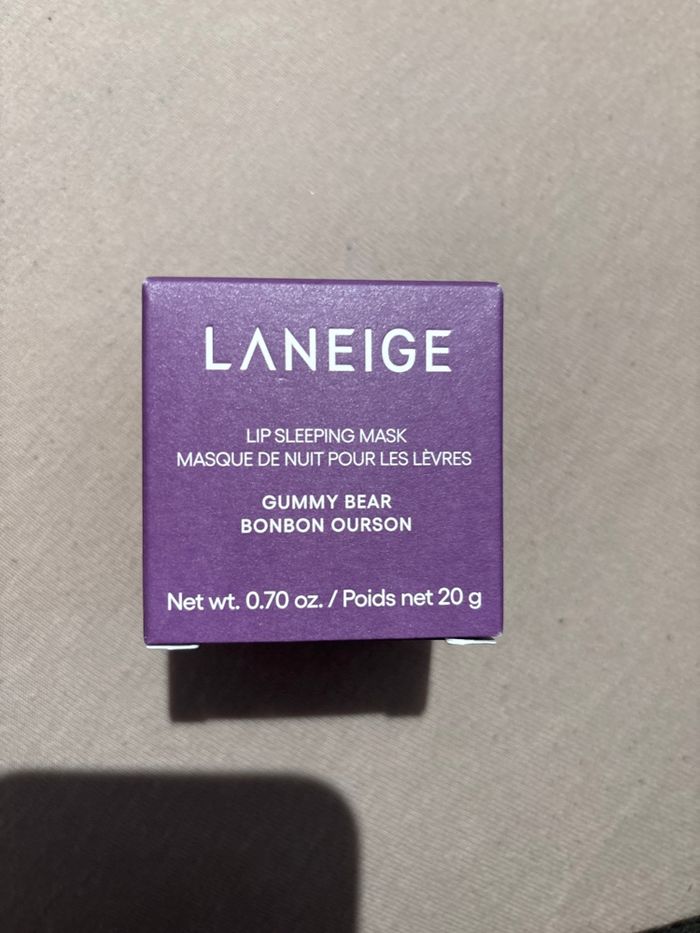 LANEIGE
LIP SLEEPING MASK
MASQUE DE NUIT POUR LES LÈVRES
GUMMY BEAR
BONBON OURSON
Net wt. 0.70 oz. / Poids net 20 g